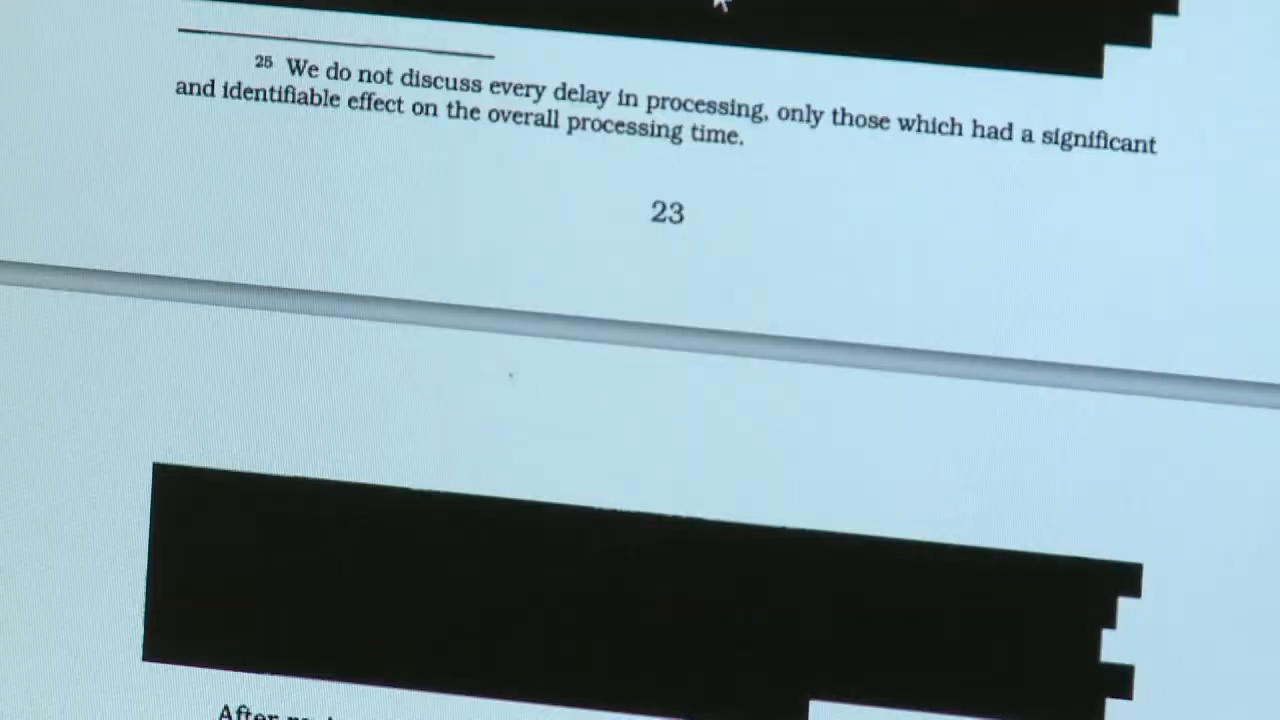 25 We do not discuss every delay in processing, only those which had a significant
and identifiable effect on the overall processing time.
23
After